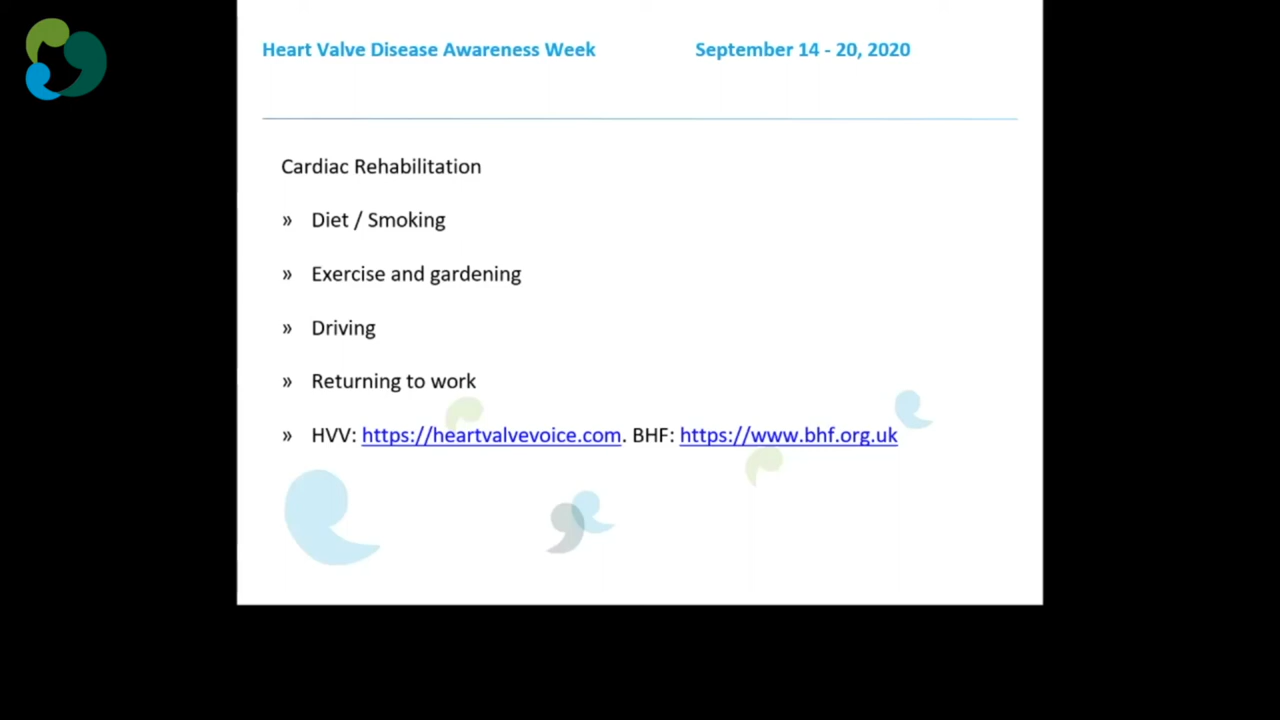 Heart Valve Disease Awareness Week September 14 - 20, 2020
Cardiac Rehabilitation
» Diet / Smoking
» Exercise and gardening
» Driving
» Returning to work
» HVV: https://heartvalvevoice.com. BHF: https://www.bhf.org.uk